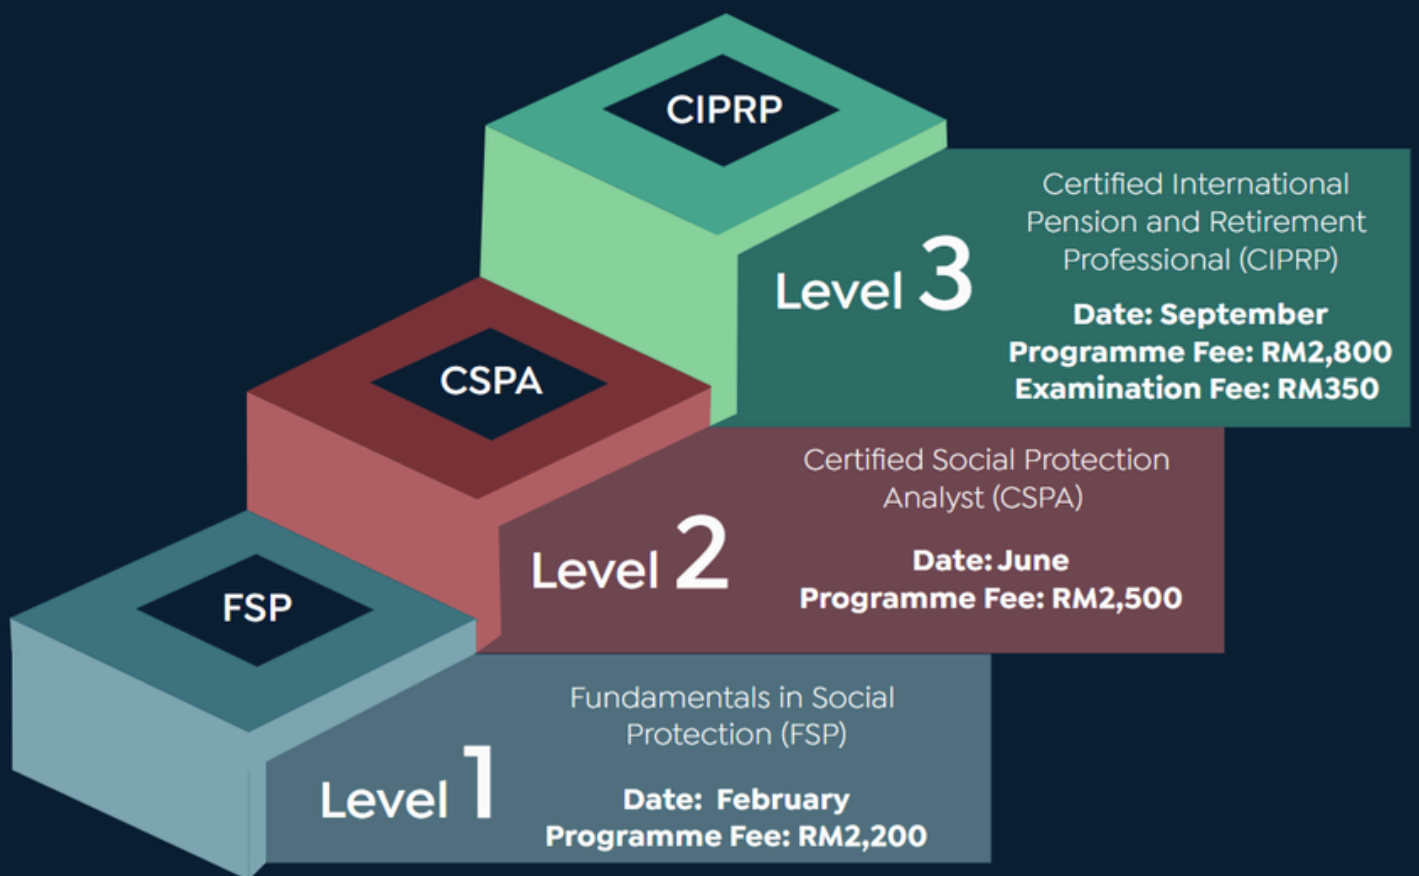 CIPRP
Certified International
Pension and Retirement
Professional (CIPRP)
Level 3
Date: September
Programme Fee: RM2,800
Examination Fee: RM350
CSPA
Certified Social Protection
Analyst (CSPA)
Level 2
Date: June
Programme Fee: RM2,500
FSP
Fundamentals in Social
Protection (FSP)
Level 1
Date: February
Programme Fee: RM2,200